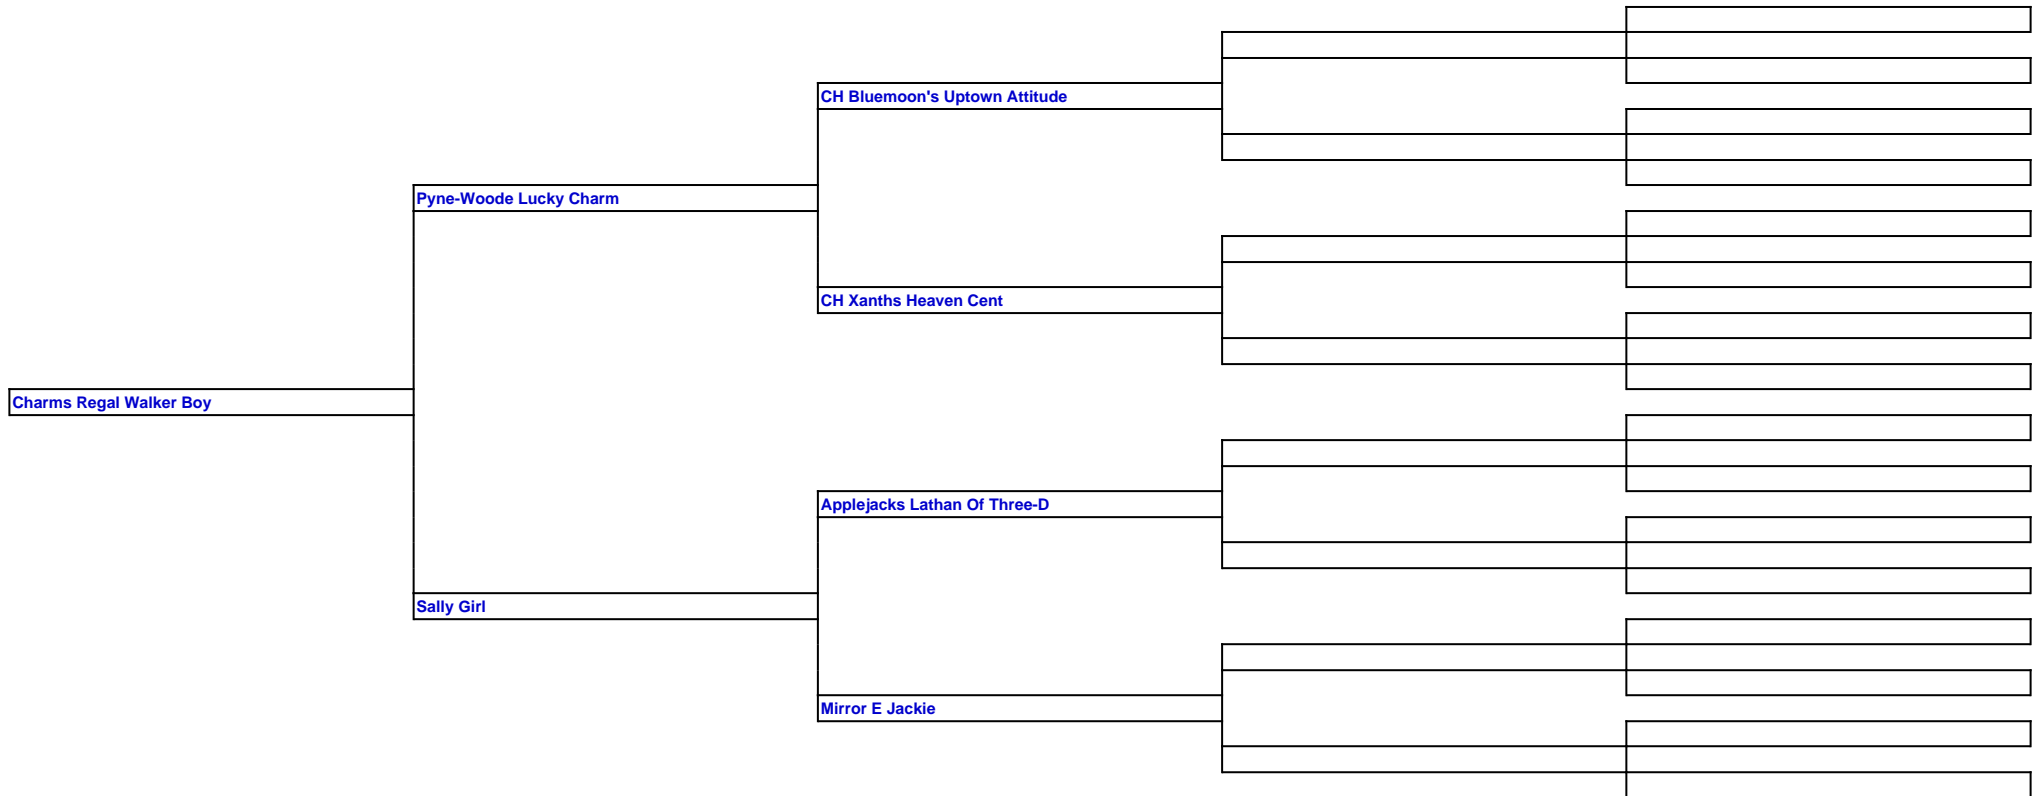 CH Bluemoon's Uptown Attitude
Pyne-Woode Lucky Charm
CH Xanths Heaven Cent
Charms Regal Walker Boy
Applejacks Lathan Of Three-D
Sally Girl
Mirror E Jackie